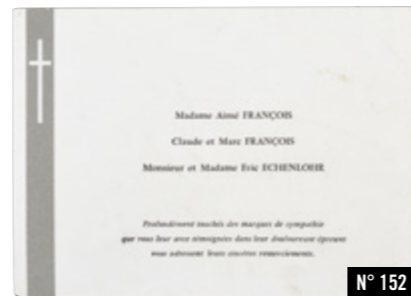 Madame Aimé FRANÇOIS
Claude et Marc FRANÇOIS
Monsieur et Madame Eric ECHENLOHR
Profondément touchés des marques de sympathie
que vous leur avez témoignées dans leur douloureuse épreuve
vous adressent leurs sincères remerciements.
N° 152